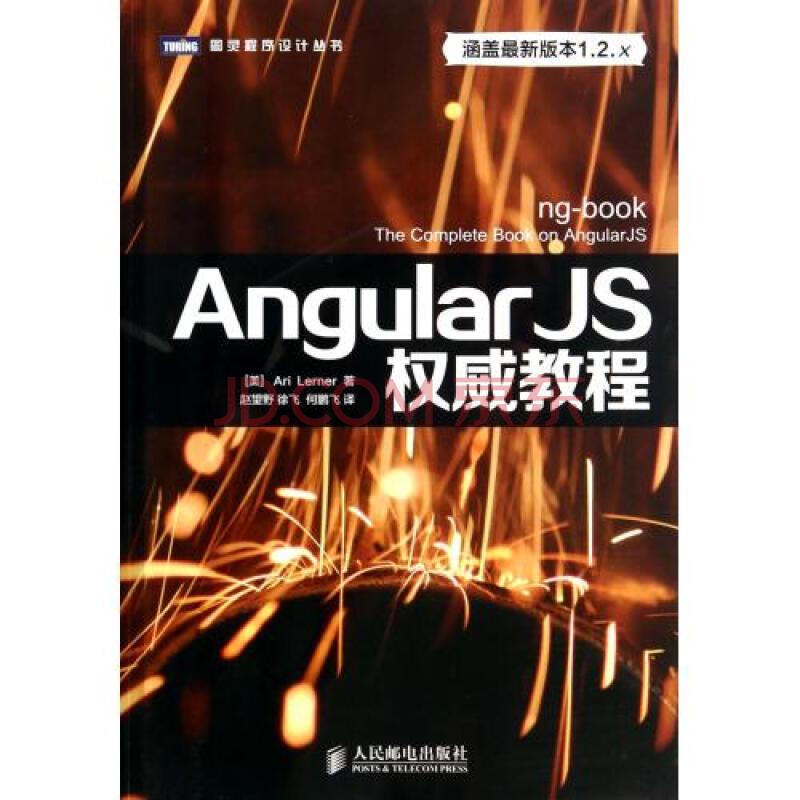 TURING 图灵程序设计丛书
涵盖最新版本1.2.x
ng-book
The Complete Book on AngularJS
AngularJS
权威教程
[美] Ari Lerner 著
赵望野 徐飞 何鹏飞 译
JD.COM 京东
人民邮电出版社
POSTS & TELECOM PRESS